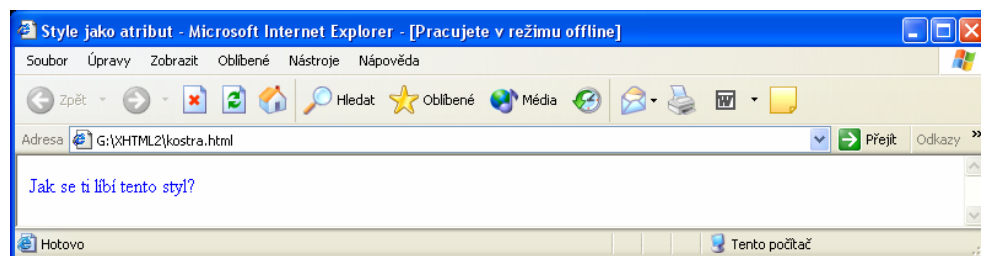 Style jako atribut - Microsoft Internet Explorer - [Pracujete v režimu offline]
Soubor Úpravy Zobrazit Oblíbené Nástroje Nápověda
Zpět Hledat Oblíbené Média W
Adresa G:\XHTML2\kostra.html Přejít Odkazy »
Jak se ti líbí tento styl?
Hotovo Tento počítač